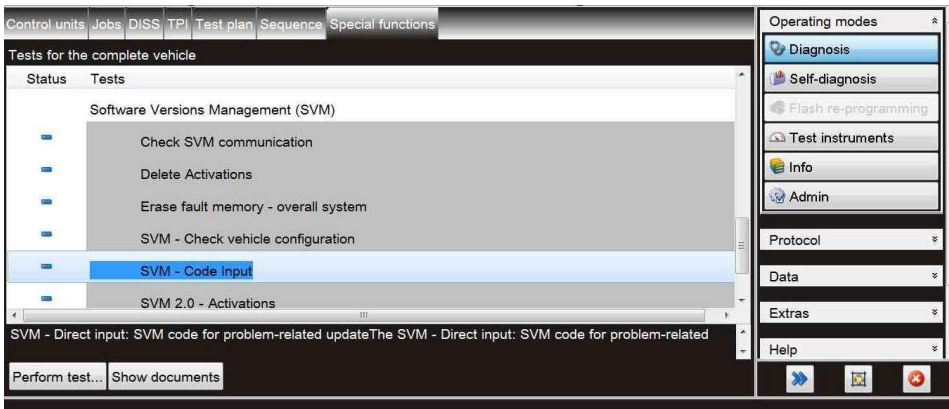 Control units Jobs DISS TPI Test plan Sequence Special functions
Tests for the complete vehicle
Status Tests
Software Versions Management (SVM)
Check SVM communication
Delete Activations
Erase fault memory - overall system
SVM - Check vehicle configuration
SVM - Code Input
SVM 2.0 - Activations
SVM - Direct input: SVM code for problem-related updateThe SVM - Direct input: SVM code for problem-related
Perform test... Show documents
Operating modes
Diagnosis
Self-diagnosis
Flash re-programming
Test instruments
Info
Admin
Protocol
Data
Extras
Help